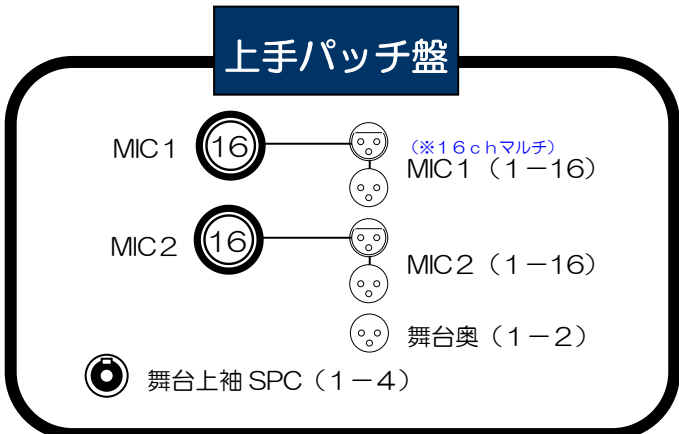 上手パッチ盤
MIC1 16 (※16chマルチ)
MIC1(1-16)
MIC2 16 MIC2(1-16)
舞台奥(1-2)
舞台上袖 SPC(1-4)